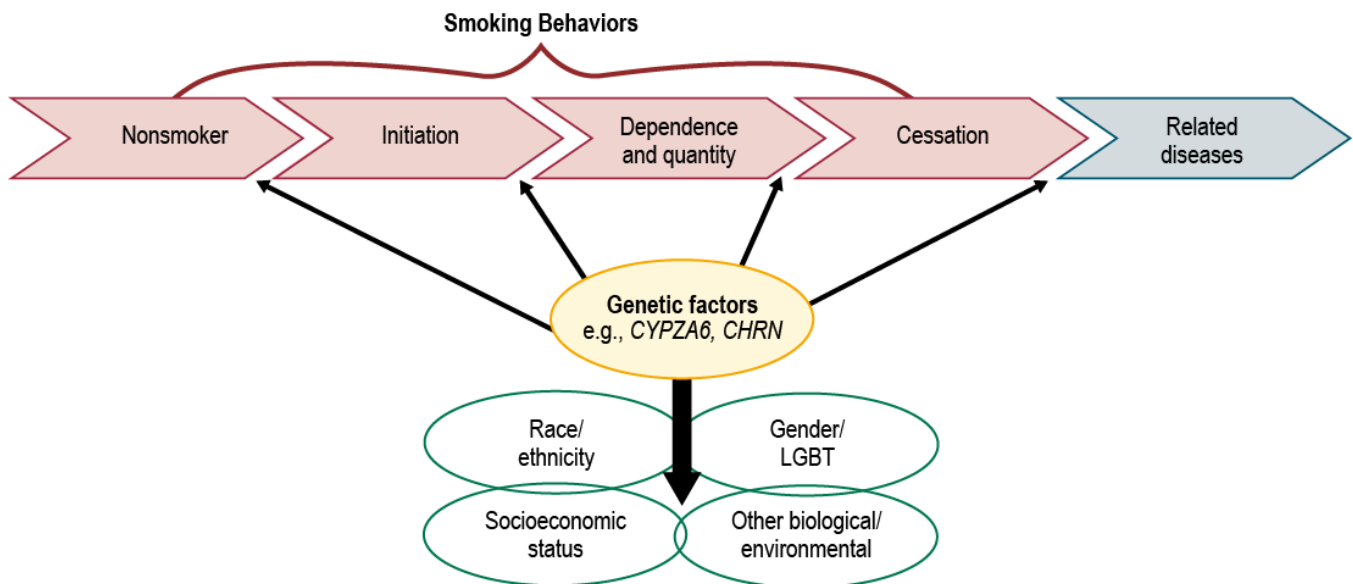 Smoking Behaviors
Nonsmoker
Initiation
Dependence
and quantity
Cessation
Related
diseases
Genetic factors
e.g., CYPZA6, CHRN
Race/
ethnicity
Gender/
LGBT
Socioeconomic
status
Other biological/
environmental